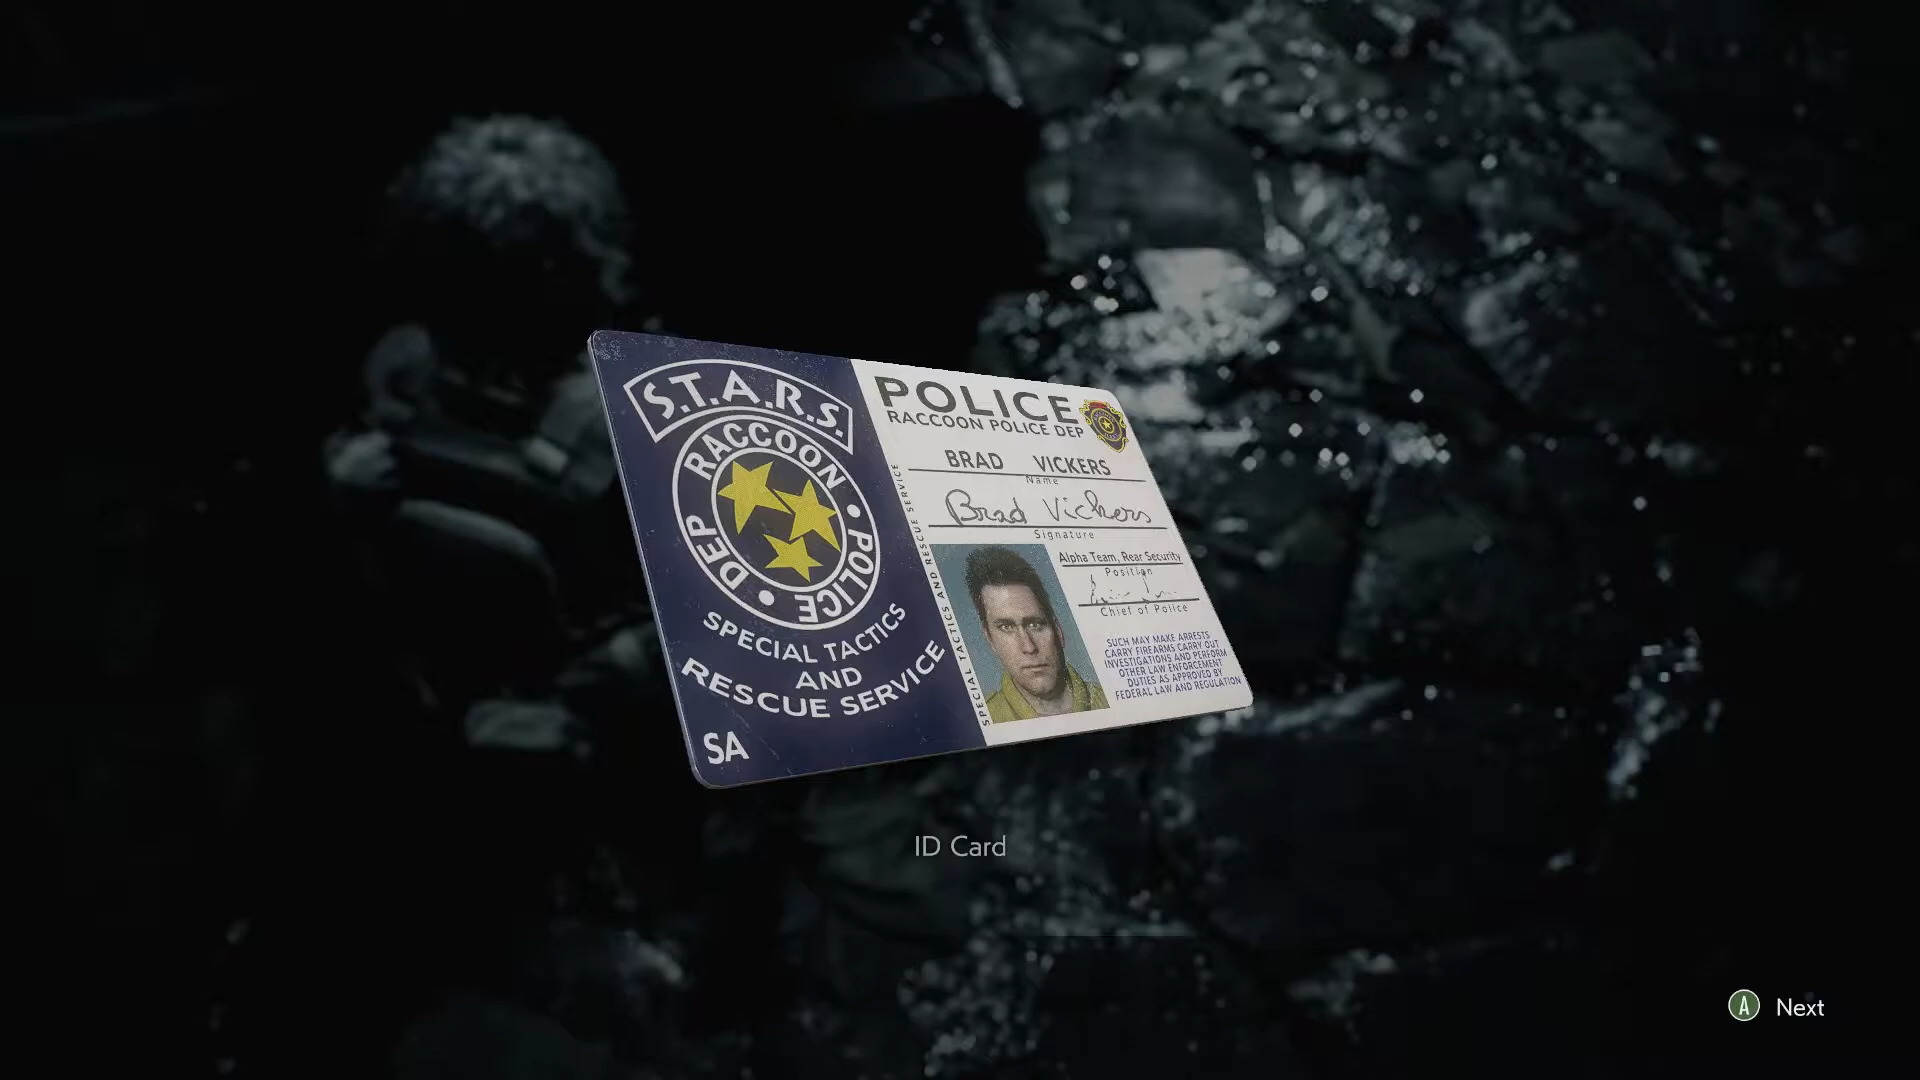 S.T.A.R.S.
RACCOON • POLICE • DEP
SPECIAL TACTICS
AND
RESCUE SERVICE
SA
POLICE
RACCOON POLICE DEP
BRAD VICKERS
Name
Brad Vickers
Signature
SPECIAL TACTICS AND RESCUE SERVICE
Alpha Team, Rear Security
Position
Chief of Police
SUCH MAY MAKE ARRESTS
CARRY FIREARMS CARRY OUT
INVESTIGATIONS AND PERFORM
OTHER LAW ENFORCEMENT
DUTIES AS APPROVED BY
FEDERAL LAW AND REGULATION
ID Card
A Next